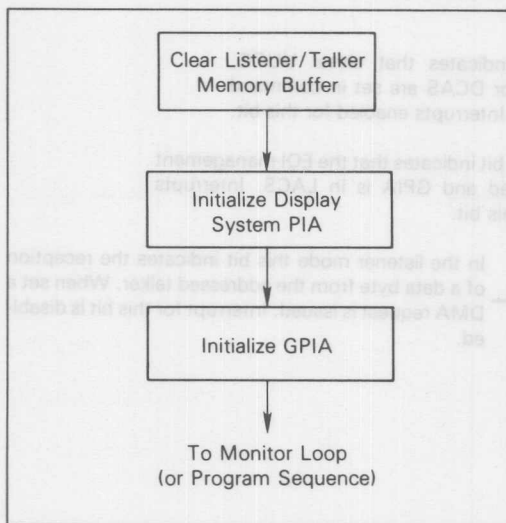 Clear Listener/Talker
Memory Buffer
Initialize Display
System PIA
Initialize GPIA
To Monitor Loop
(or Program Sequence)
ndicates that
or DCAS are set
Interrupts enabled for this bit.
bit indicates that the EOI management
ed and GPIA is in LACS. Interrupts
is bit.
In the listener mode this bit indicates the reception
of a data byte from the addressed talker. When set a
DMA request is issued. Interrupt for this bit is disabl-
ed.